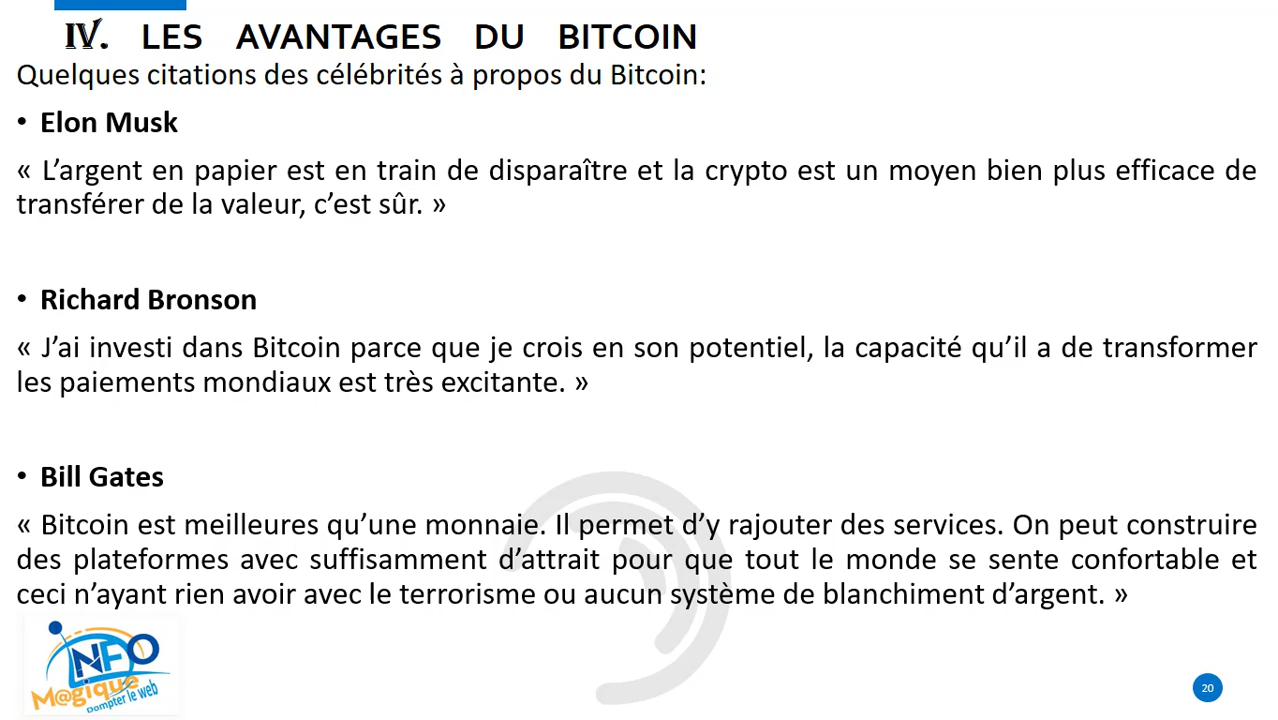 IV. LES AVANTAGES DU BITCOIN
Quelques citations des célébrités à propos du Bitcoin:
• Elon Musk
« L’argent en papier est en train de disparaître et la crypto est un moyen bien plus efficace de
transférer de la valeur, c’est sûr. »
• Richard Bronson
« J’ai investi dans Bitcoin parce que je crois en son potentiel, la capacité qu’il a de transformer
les paiements mondiaux est très excitante. »
• Bill Gates
« Bitcoin est meilleures qu’une monnaie. Il permet d’y rajouter des services. On peut construire
des plateformes avec suffisamment d’attrait pour que tout le monde se sente confortable et
ceci n’ayant rien avoir avec le terrorisme ou aucun système de blanchiment d’argent. »
INFO
M@gique
Dompter le web
20